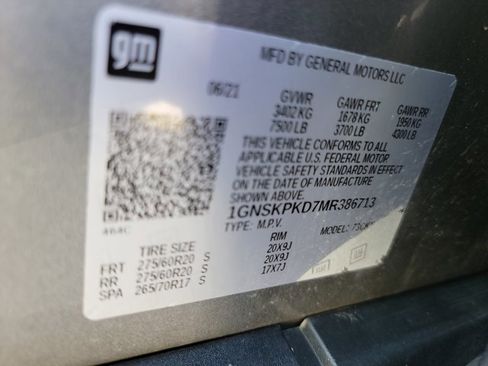 gm
MFD BY GENERAL MOTORS LLC
06/21 GVWR GAWR FRT GAWR RR
3402 KG 1678 KG 1950 KG
7500 LB 3700 LB 4300 LB
THIS VEHICLE CONFORMS TO ALL
APPLICABLE U.S. FEDERAL MOTOR
VEHICLE SAFETY STANDARDS IN EFFECT
ON THE DATE OF MANUFACTURE SHOWN ABOVE.
1GNSKPKD7MR386713
TYPE: M.P.V. MODEL:
464C
TIRE SIZE RIM
FRT 275/60R20 S 20X9J
RR 275/60R20 S 20X9J
SPA 265/70R17 S 17X7J